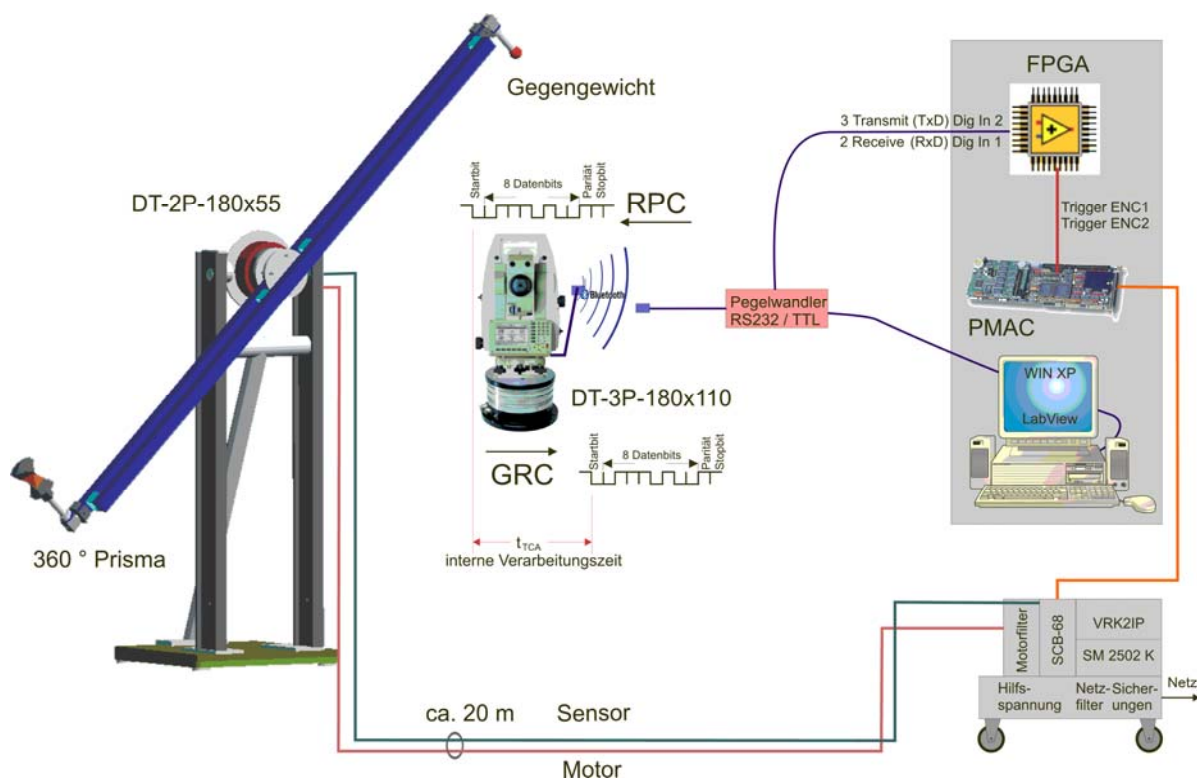 Gegengewicht
FPGA
3 Transmit (TxD) Dig In 2
2 Receive (RxD) Dig In 1
DT-2P-180x55
Startbit
8 Datenbits
Parität
Stopbit
RPC
Trigger ENC1
Trigger ENC2
Bluetooth
Pegelwandler
RS232 / TTL
PMAC
WIN XP
LabView
DT-3P-180x110
GRC
Startbit
8 Datenbits
Parität
Stopbit
360 ° Prisma
tTCA
interne Verarbeitungszeit
Motorfilter
SCB-68
VRK2IP
SM 2502 K
Hilfs-
spannung
Netz-
filter
Sicher-
ungen
Netz
ca. 20 m
Sensor
Motor